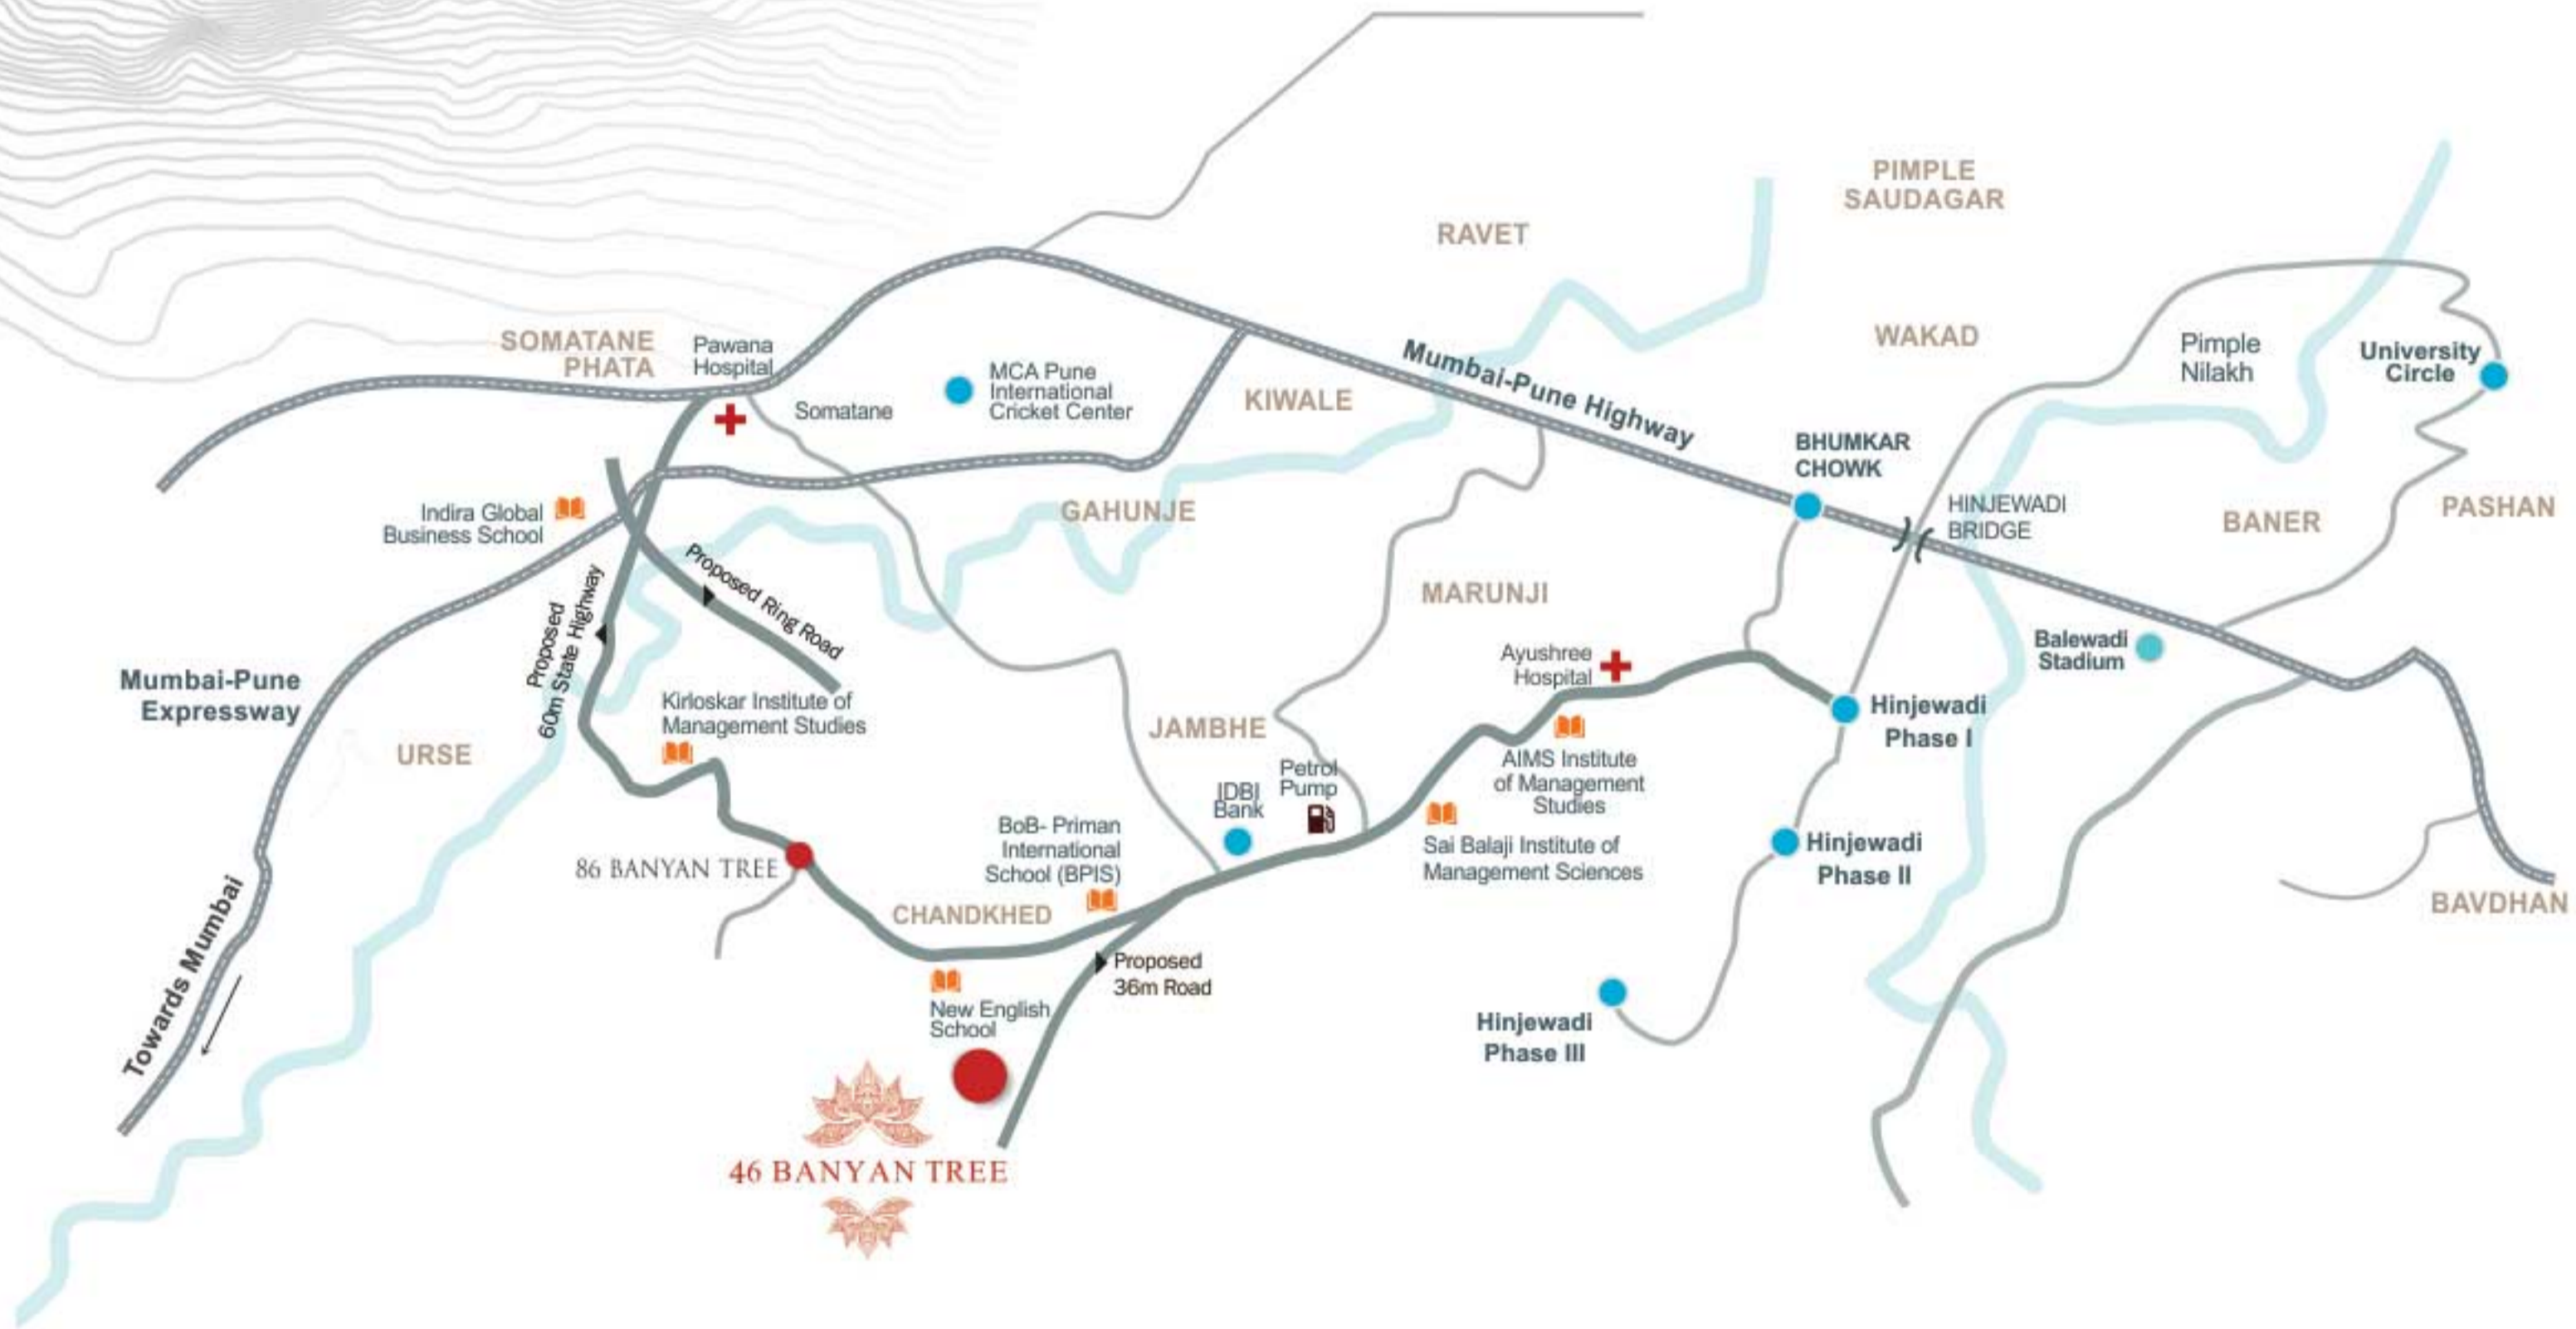 PIMPLE
SAUDAGAR
RAVET
WAKAD
SOMATANE
PHATA
Pawana
Hospital
MCA Pune
International
Cricket Center
Somatane
KIWALE
Mumbai-Pune Highway
Pimple
Nilakh
University
Circle
BHUMKAR
CHOWK
HINJEWADI
BRIDGE
BANER
PASHAN
Indira Global
Business School
GAHUNJE
Proposed Ring Road
Proposed
60m State Highway
MARUNJI
Ayushree
Hospital
Balewadi
Stadium
Mumbai-Pune
Expressway
URSE
Kirloskar Institute of
Management Studies
JAMBHE
Hinjewadi
Phase I
AIMS Institute
of Management
Studies
Petrol
Pump
IDBI
Bank
BoB- Priman
International
School (BPIS)
Sai Balaji Institute of
Management Sciences
Hinjewadi
Phase II
86 BANYAN TREE
CHANDKHED
BAVDHAN
Towards Mumbai
Proposed
36m Road
New English
School
Hinjewadi
Phase III
46 BANYAN TREE